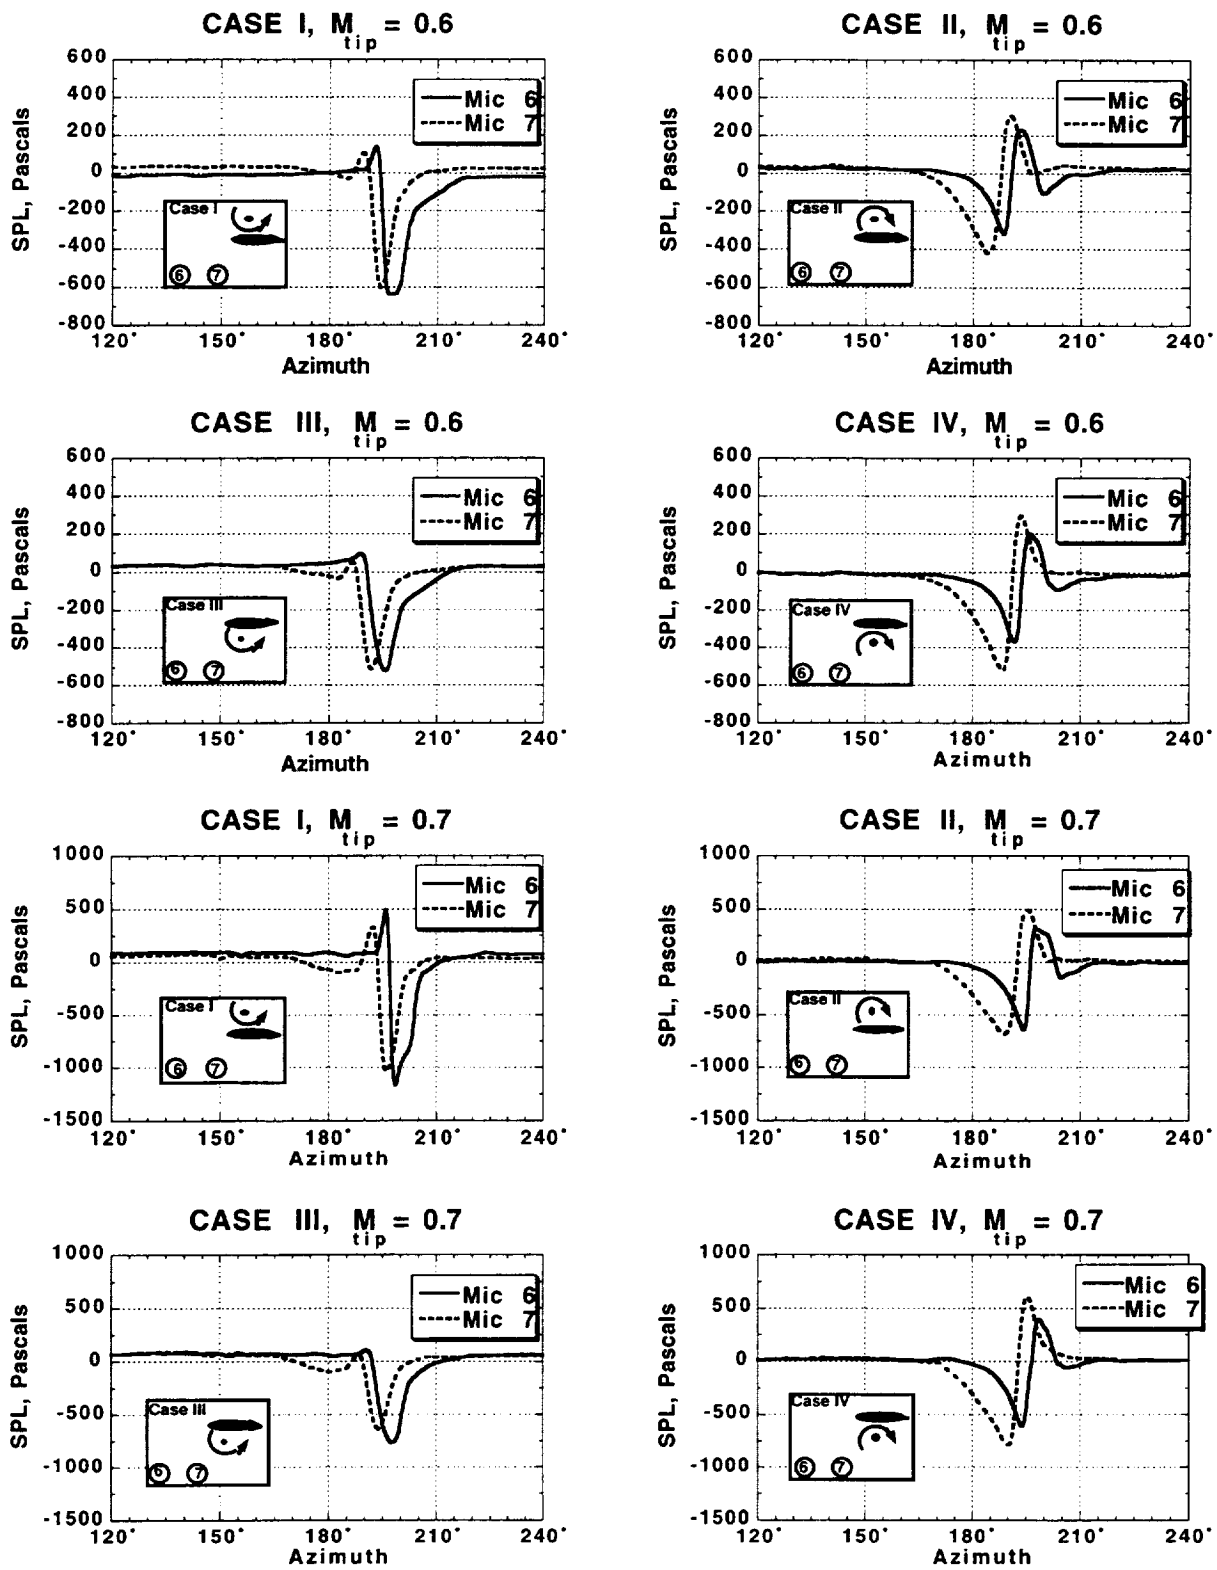 CASE I, M tip = 0.6
600
400
200
0
-200
-400
-600
-800
SPL, Pascals
Mic 6
Mic 7
Case I
6 7
120° 150° 180° 210° 240°
Azimuth
CASE II, M tip = 0.6
600
400
200
0
-200
-400
-600
-800
SPL, Pascals
Mic 6
Mic 7
Case II
6 7
120° 150° 180° 210° 240°
Azimuth
CASE III, M tip = 0.6
600
400
200
0
-200
-400
-600
-800
SPL, Pascals
Mic 6
Mic 7
Case III
6 7
120° 150° 180° 210° 240°
Azimuth
CASE IV, M tip = 0.6
600
400
200
0
-200
-400
-600
-800
SPL, Pascals
Mic 6
Mic 7
Case IV
6 7
120° 150° 180° 210° 240°
Azimuth
CASE I, M tip = 0.7
1000
500
0
-500
-1000
-1500
SPL, Pascals
Mic 6
Mic 7
Case I
6 7
120° 150° 180° 210° 240°
Azimuth
CASE II, M tip = 0.7
1000
500
0
-500
-1000
-1500
SPL, Pascals
Mic 6
Mic 7
Case II
6 7
120° 150° 180° 210° 240°
Azimuth
CASE III, M tip = 0.7
1000
500
0
-500
-1000
-1500
SPL, Pascals
Mic 6
Mic 7
Case III
6 7
120° 150° 180° 210° 240°
Azimuth
CASE IV, M tip = 0.7
1000
500
0
-500
-1000
-1500
SPL, Pascals
Mic 6
Mic 7
Case IV
6 7
120° 150° 180° 210° 240°
Azimuth